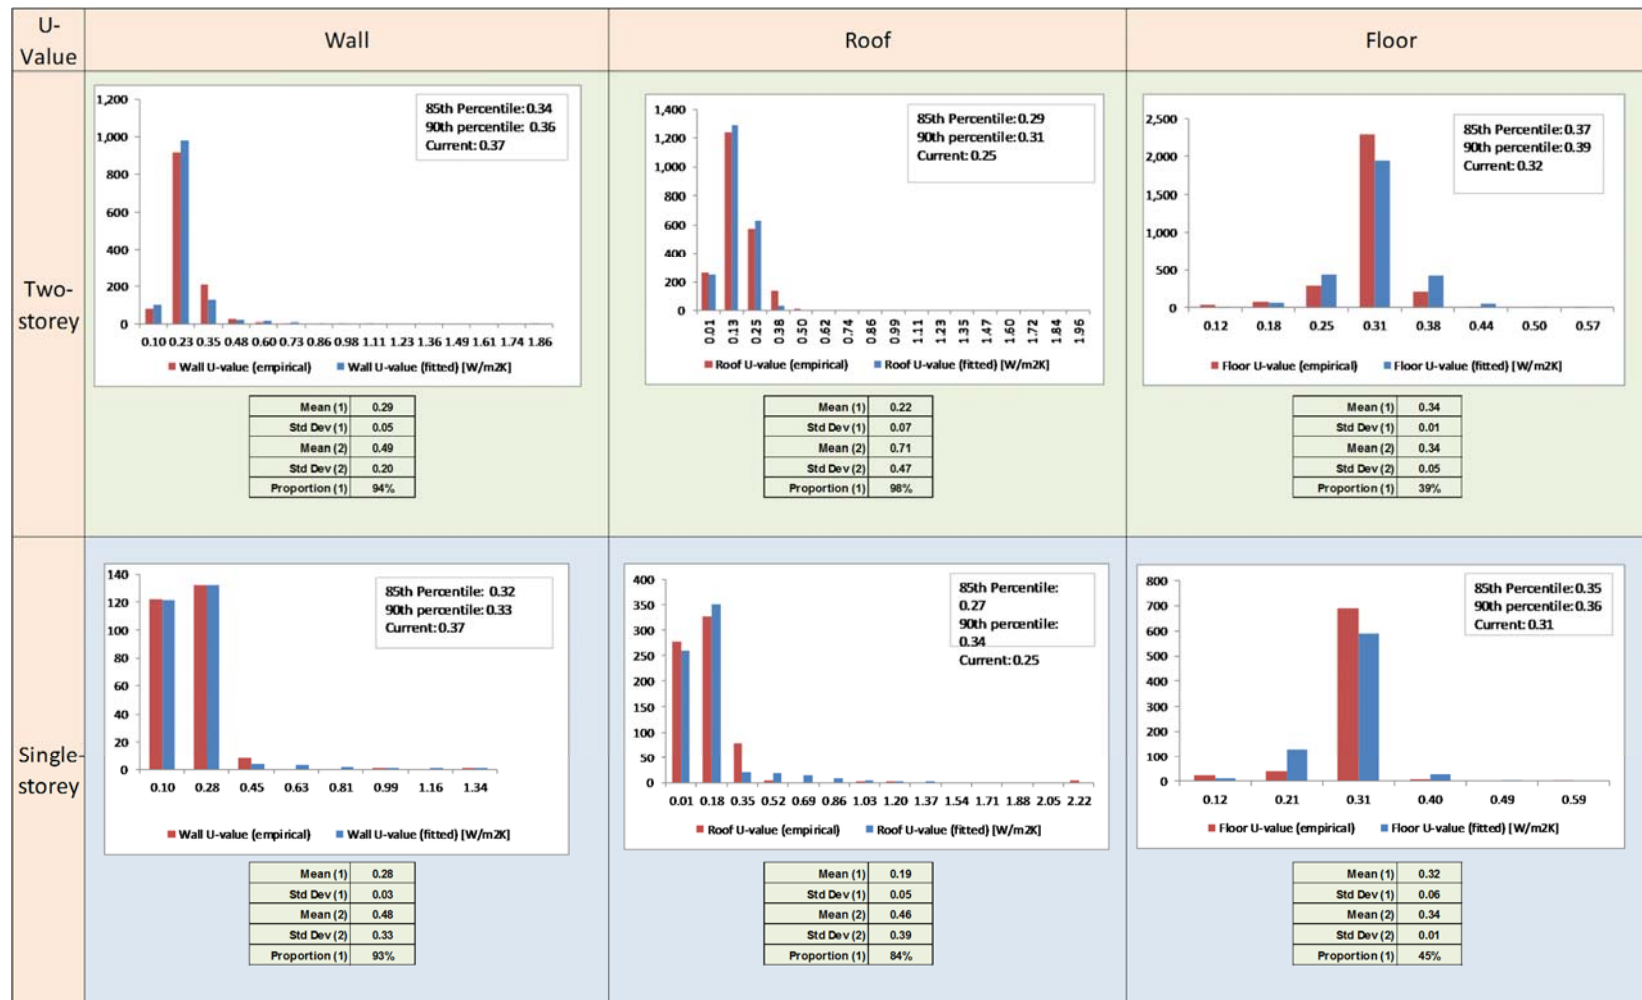 U-
Value
Wall
Roof
Floor
Two-
storey
1,200
1,000
800
600
400
200
0
85th Percentile: 0.34
90th percentile: 0.36
Current: 0.37
0.10 0.23 0.35 0.48 0.60 0.73 0.86 0.98 1.11 1.23 1.36 1.49 1.61 1.74 1.86
Wall U-value (empirical) Wall U-value (fitted) [W/m2K]
Mean (1) 0.29
Std Dev (1) 0.05
Mean (2) 0.49
Std Dev (2) 0.20
Proportion (1) 94%
1,400
1,200
1,000
800
600
400
200
0
85th Percentile: 0.29
90th percentile: 0.31
Current: 0.25
0.01 0.13 0.25 0.38 0.50 0.62 0.74 0.86 0.99 1.11 1.23 1.35 1.47 1.60 1.72 1.84 1.96
Roof U-value (empirical) Roof U-value (fitted) [W/m2K]
Mean (1) 0.22
Std Dev (1) 0.07
Mean (2) 0.71
Std Dev (2) 0.47
Proportion (1) 98%
2,500
2,000
1,500
1,000
500
0
85th Percentile: 0.37
90th percentile: 0.39
Current: 0.32
0.12 0.18 0.25 0.31 0.38 0.44 0.50 0.57
Floor U-value (empirical) Floor U-value (fitted) [W/m2K]
Mean (1) 0.34
Std Dev (1) 0.01
Mean (2) 0.34
Std Dev (2) 0.05
Proportion (1) 39%
Single-
storey
140
120
100
80
60
40
20
0
85th Percentile: 0.32
90th percentile: 0.33
Current: 0.37
0.10 0.28 0.45 0.63 0.81 0.99 1.16 1.34
Wall U-value (empirical) Wall U-value (fitted) [W/m2K]
Mean (1) 0.28
Std Dev (1) 0.03
Mean (2) 0.48
Std Dev (2) 0.33
Proportion (1) 93%
400
350
300
250
200
150
100
50
0
85th Percentile:
0.27
90th percentile:
0.34
Current: 0.25
0.01 0.18 0.35 0.52 0.69 0.86 1.03 1.20 1.37 1.54 1.71 1.88 2.05 2.22
Roof U-value (empirical) Roof U-value (fitted) [W/m2K]
Mean (1) 0.19
Std Dev (1) 0.05
Mean (2) 0.46
Std Dev (2) 0.39
Proportion (1) 84%
800
700
600
500
400
300
200
100
0
85th Percentile: 0.35
90th percentile: 0.36
Current: 0.31
0.12 0.21 0.31 0.40 0.49 0.59
Floor U-value (empirical) Floor U-value (fitted) [W/m2K]
Mean (1) 0.32
Std Dev (1) 0.06
Mean (2) 0.34
Std Dev (2) 0.01
Proportion (1) 45%